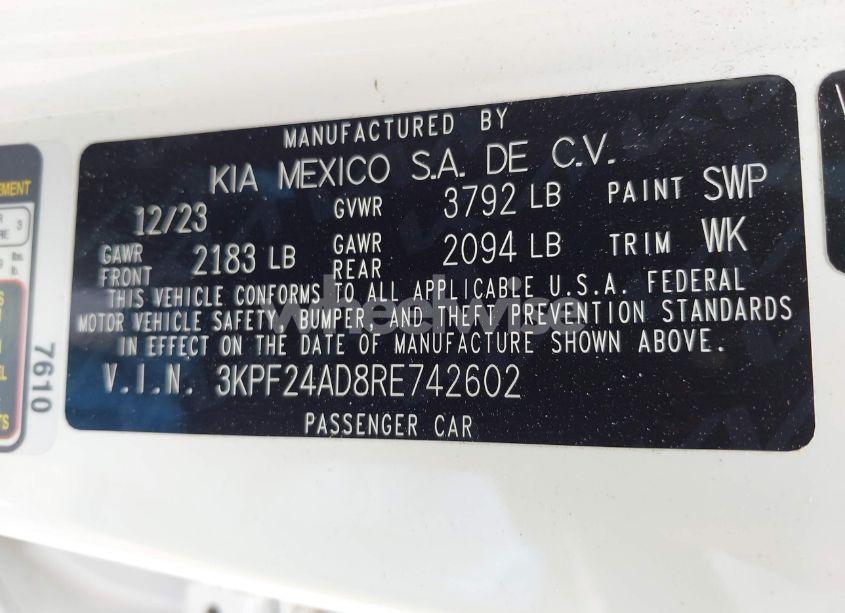 MANUFACTURED BY
KIA MEXICO S.A. DE C.V.
12/23 GVWR 3792 LB PAINT SWP
GAWR FRONT 2183 LB GAWR REAR 2094 LB TRIM WK
THIS VEHICLE CONFORMS TO ALL APPLICABLE U.S.A. FEDERAL
MOTOR VEHICLE SAFETY, BUMPER, AND THEFT PREVENTION STANDARDS
IN EFFECT ON THE DATE OF MANUFACTURE SHOWN ABOVE.
V.I.N. 3KPF24AD8RE742602
PASSENGER CAR
7610
wheelwise